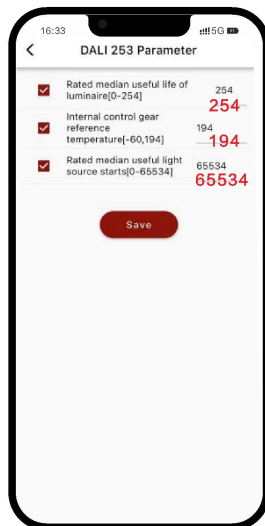 16:33
5G
DALI 253 Parameter
Rated median useful life of
luminaire[0-254]
254
254
Internal control gear
reference
temperature[-60,194]
194
194
Rated median useful light
source starts[0-65534]
65534
65534
Save